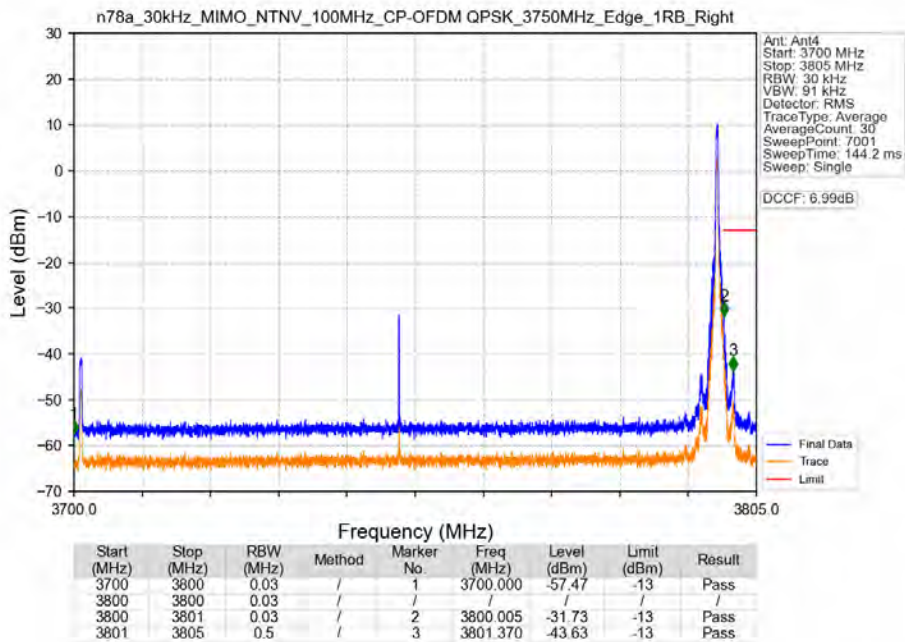 n78a_30kHz_MIMO_NTNV_100MHz_CP-OFDM QPSK_3750MHz_Edge_1RB_Right
30
20
10
0
−10
−20
−30
−40
−50
−60
−70
Level (dBm)
2
3
3700.0
3805.0
Frequency (MHz)
Ant: Ant4
Start: 3700 MHz
Stop: 3805 MHz
RBW: 30 kHz
VBW: 91 kHz
Detector: RMS
TraceType: Average
AverageCount: 30
SweepPoint: 7001
SweepTime: 144.2 ms
Sweep: Single
DCCF: 6.99dB
Final Data
Trace
Limit
Start (MHz) Stop (MHz) RBW (MHz) Method Marker No. Freq (MHz) Level (dBm) Limit (dBm) Result
3700 3800 0.03 / 1 3700.000 -57.47 -13 Pass
3800 3800 0.03 / / / / / /
3800 3801 0.03 / 2 3800.005 -31.73 -13 Pass
3801 3805 0.5 / 3 3801.370 -43.63 -13 Pass